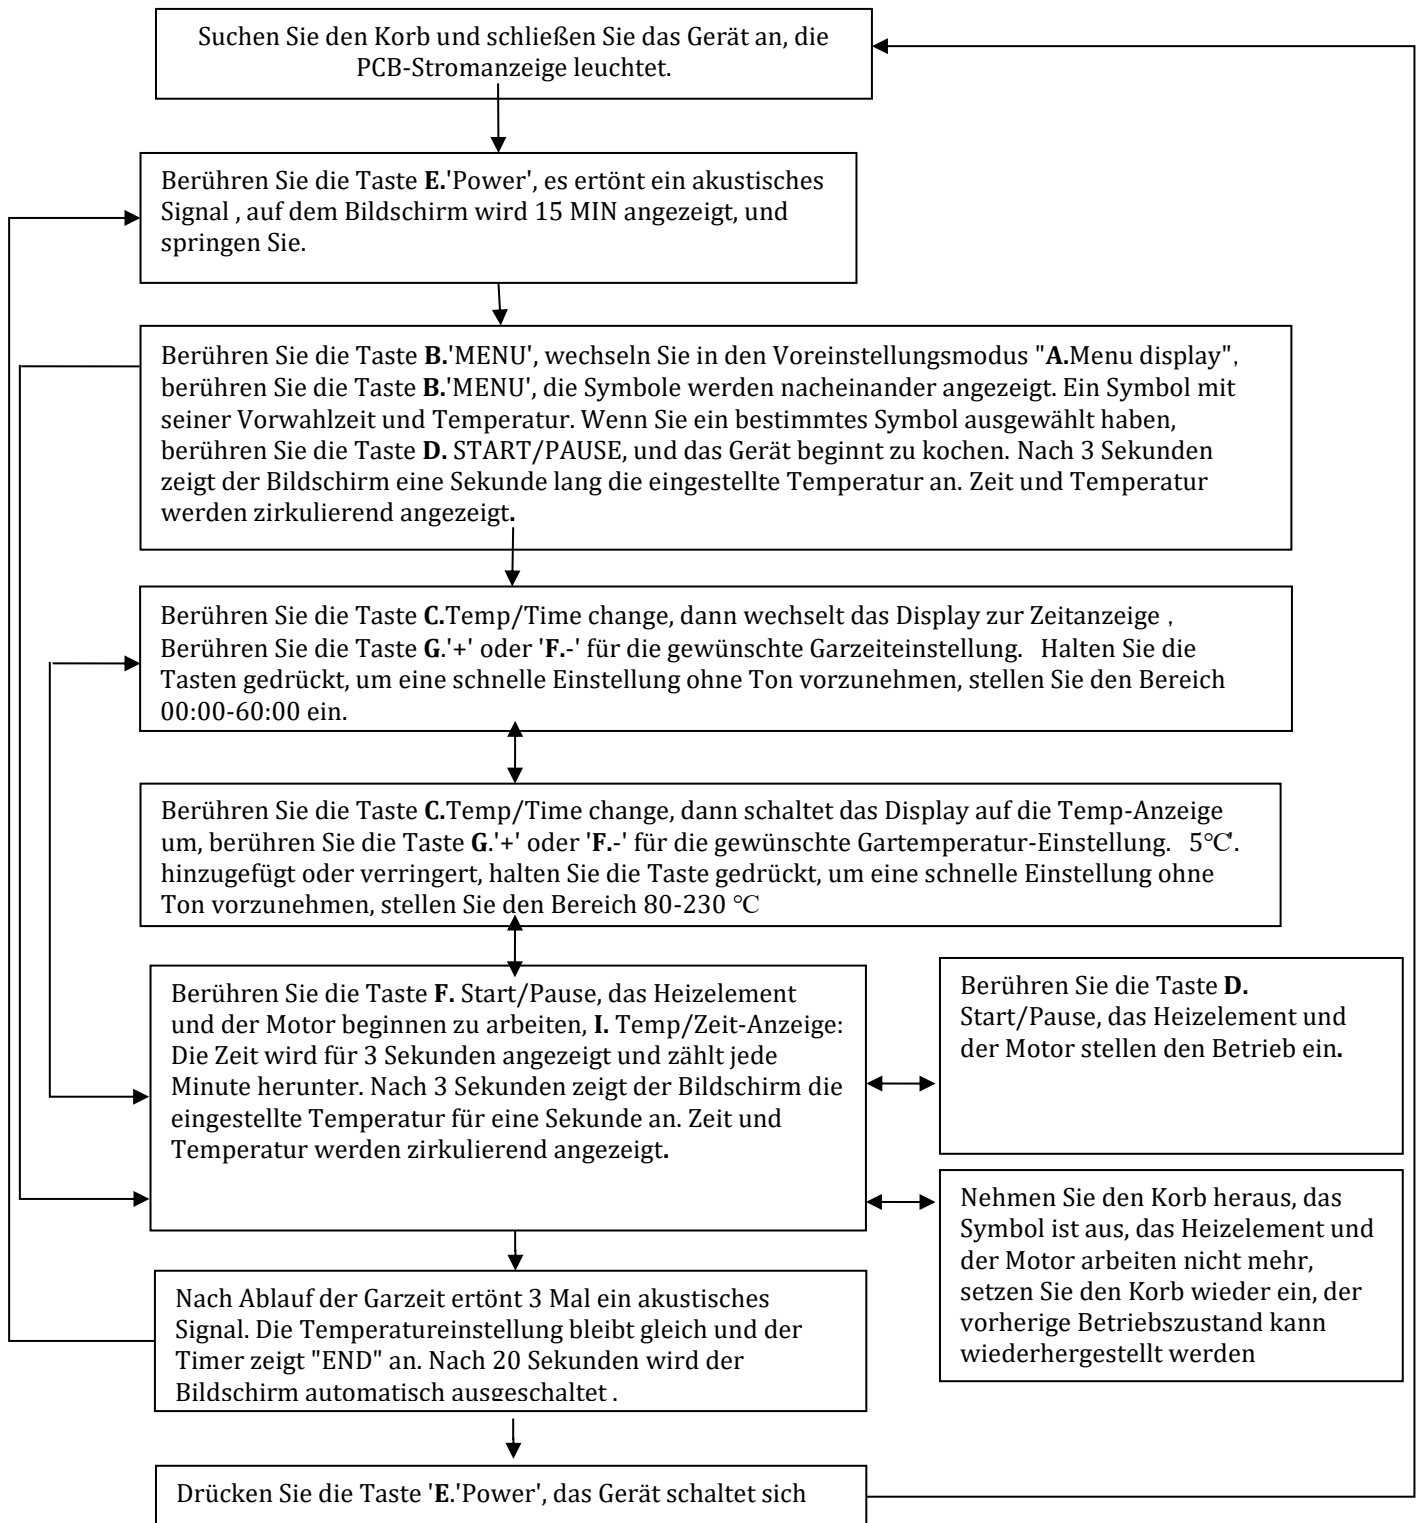 Suchen Sie den Korb und schließen Sie das Gerät an, die
PCB-Stromanzeige leuchtet.
Berühren Sie die Taste E.'Power', es ertönt ein akustisches
Signal , auf dem Bildschirm wird 15 MIN angezeigt, und
springen Sie.
Berühren Sie die Taste B.'MENU', wechseln Sie in den Voreinstellungsmodus "A.Menu display",
berühren Sie die Taste B.'MENU', die Symbole werden nacheinander angezeigt. Ein Symbol mit
seiner Vorwahlzeit und Temperatur. Wenn Sie ein bestimmtes Symbol ausgewählt haben,
berühren Sie die Taste D. START/PAUSE, und das Gerät beginnt zu kochen. Nach 3 Sekunden
zeigt der Bildschirm eine Sekunde lang die eingestellte Temperatur an. Zeit und Temperatur
werden zirkulierend angezeigt.
Berühren Sie die Taste C.Temp/Time change, dann wechselt das Display zur Zeitanzeige ,
Berühren Sie die Taste G.'+' oder 'F.-' für die gewünschte Garzeiteinstellung. Halten Sie die
Tasten gedrückt, um eine schnelle Einstellung ohne Ton vorzunehmen, stellen Sie den Bereich
00:00-60:00 ein.
Berühren Sie die Taste C.Temp/Time change, dann schaltet das Display auf die Temp-Anzeige
um, berühren Sie die Taste G.'+' oder 'F.-' für die gewünschte Gartemperatur-Einstellung. 5℃'.
hinzugefügt oder verringert, halten Sie die Taste gedrückt, um eine schnelle Einstellung ohne
Ton vorzunehmen, stellen Sie den Bereich 80-230 ℃
Berühren Sie die Taste F. Start/Pause, das Heizelement
und der Motor beginnen zu arbeiten, I. Temp/Zeit-Anzeige:
Die Zeit wird für 3 Sekunden angezeigt und zählt jede
Minute herunter. Nach 3 Sekunden zeigt der Bildschirm die
eingestellte Temperatur für eine Sekunde an. Zeit und
Temperatur werden zirkulierend angezeigt.
Berühren Sie die Taste D.
Start/Pause, das Heizelement und
der Motor stellen den Betrieb ein.
Nehmen Sie den Korb heraus, das
Symbol ist aus, das Heizelement und
der Motor arbeiten nicht mehr,
setzen Sie den Korb wieder ein, der
vorherige Betriebszustand kann
wiederhergestellt werden
Nach Ablauf der Garzeit ertönt 3 Mal ein akustisches
Signal. Die Temperatureinstellung bleibt gleich und der
Timer zeigt "END" an. Nach 20 Sekunden wird der
Bildschirm automatisch ausgeschaltet .
Drücken Sie die Taste 'E.'Power', das Gerät schaltet sich